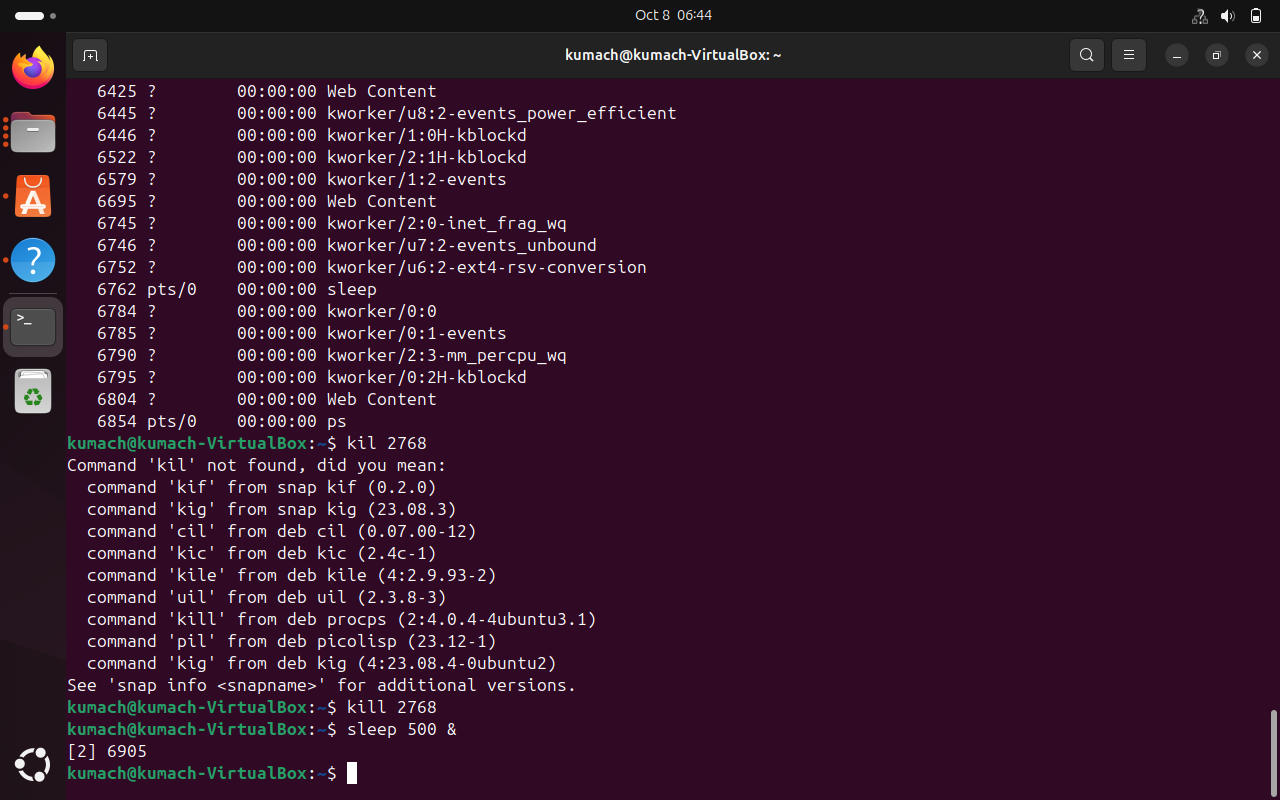 Oct 8 06:44
kumach@kumach-VirtualBox: ~
6425 ? 00:00:00 Web Content
6445 ? 00:00:00 kworker/u8:2-events_power_efficient
6446 ? 00:00:00 kworker/1:0H-kblockd
6522 ? 00:00:00 kworker/2:1H-kblockd
6579 ? 00:00:00 kworker/1:2-events
6695 ? 00:00:00 Web Content
6745 ? 00:00:00 kworker/2:0-inet_frag_wq
6746 ? 00:00:00 kworker/u7:2-events_unbound
6752 ? 00:00:00 kworker/u6:2-ext4-rsv-conversion
6762 pts/0 00:00:00 sleep
6784 ? 00:00:00 kworker/0:0
6785 ? 00:00:00 kworker/0:1-events
6790 ? 00:00:00 kworker/2:3-mm_percpu_wq
6795 ? 00:00:00 kworker/0:2H-kblockd
6804 ? 00:00:00 Web Content
6854 pts/0 00:00:00 ps
kumach@kumach-VirtualBox:~$ kil 2768
Command 'kil' not found, did you mean:
command 'kif' from snap kif (0.2.0)
command 'kig' from snap kig (23.08.3)
command 'cil' from deb cil (0.07.00-12)
command 'kic' from deb kic (2.4c-1)
command 'kile' from deb kile (4:2.9.93-2)
command 'uil' from deb uil (2.3.8-3)
command 'kill' from deb procps (2:4.0.4-4ubuntu3.1)
command 'pil' from deb picolisp (23.12-1)
command 'kig' from deb kig (4:23.08.4-0ubuntu2)
See 'snap info <snapname>' for additional versions.
kumach@kumach-VirtualBox:~$ kill 2768
kumach@kumach-VirtualBox:~$ sleep 500 &
[2] 6905
kumach@kumach-VirtualBox:~$